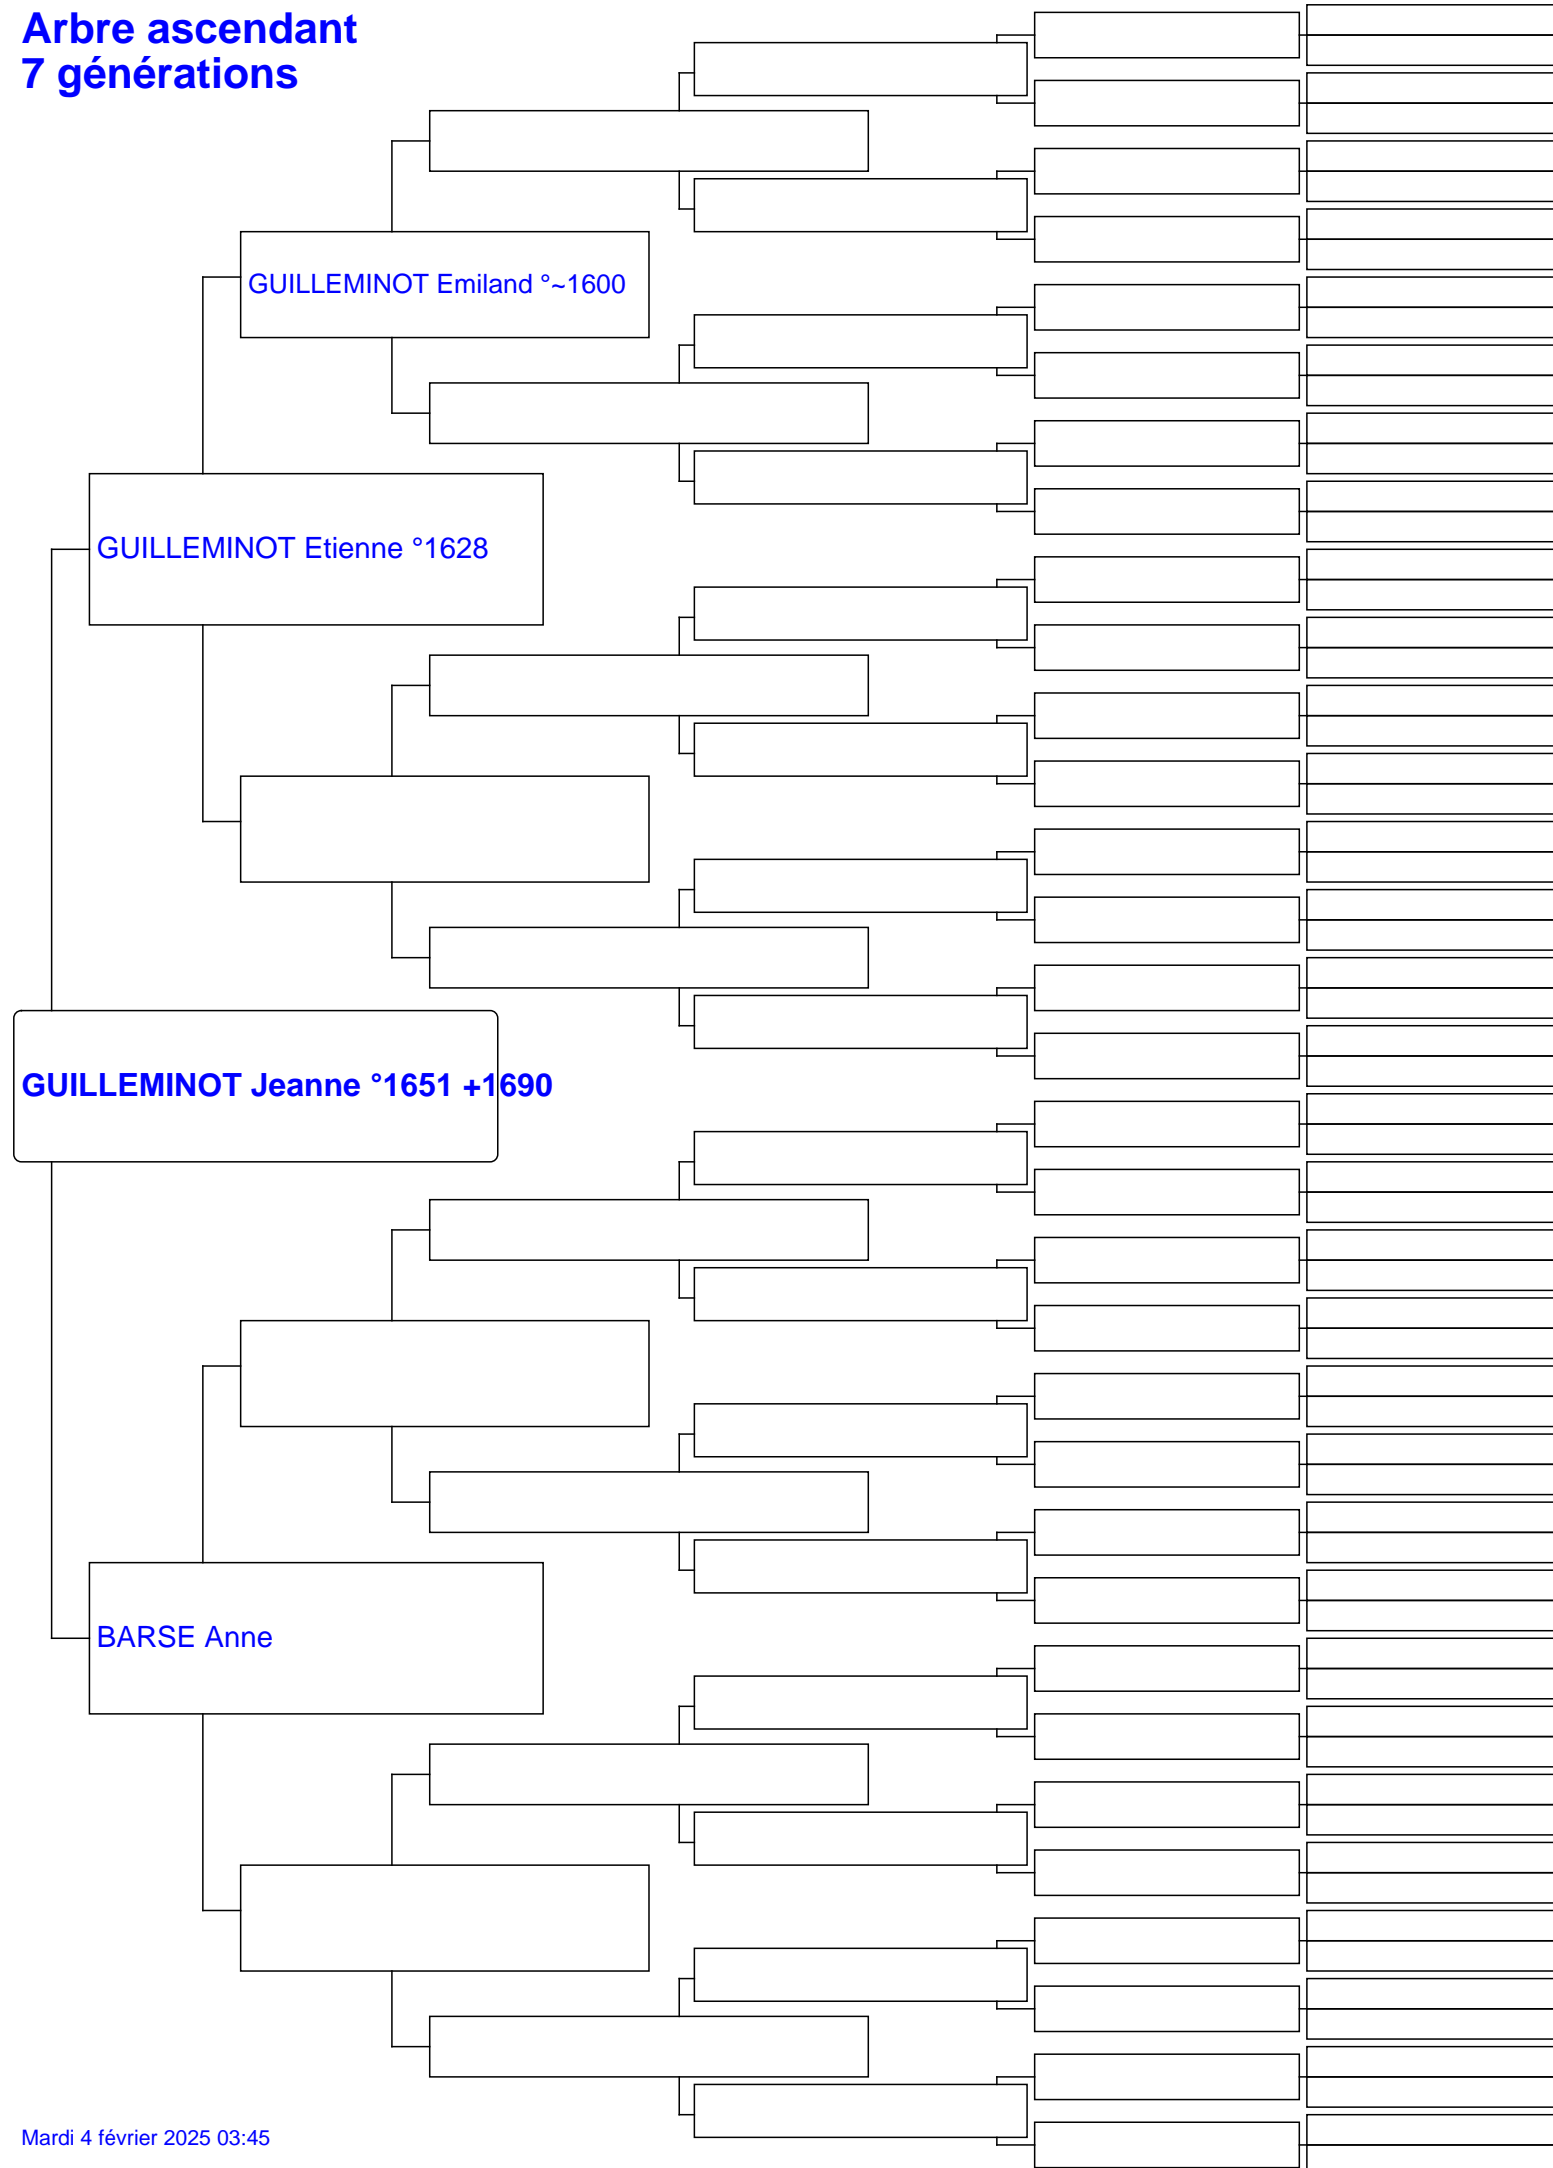 Arbre ascendant
7 générations
GUILLEMINOT Emiland °~1600
GUILLEMINOT Etienne °1628
GUILLEMINOT Jeanne °1651 +1690
BARSE Anne
Mardi 4 février 2025 03:45